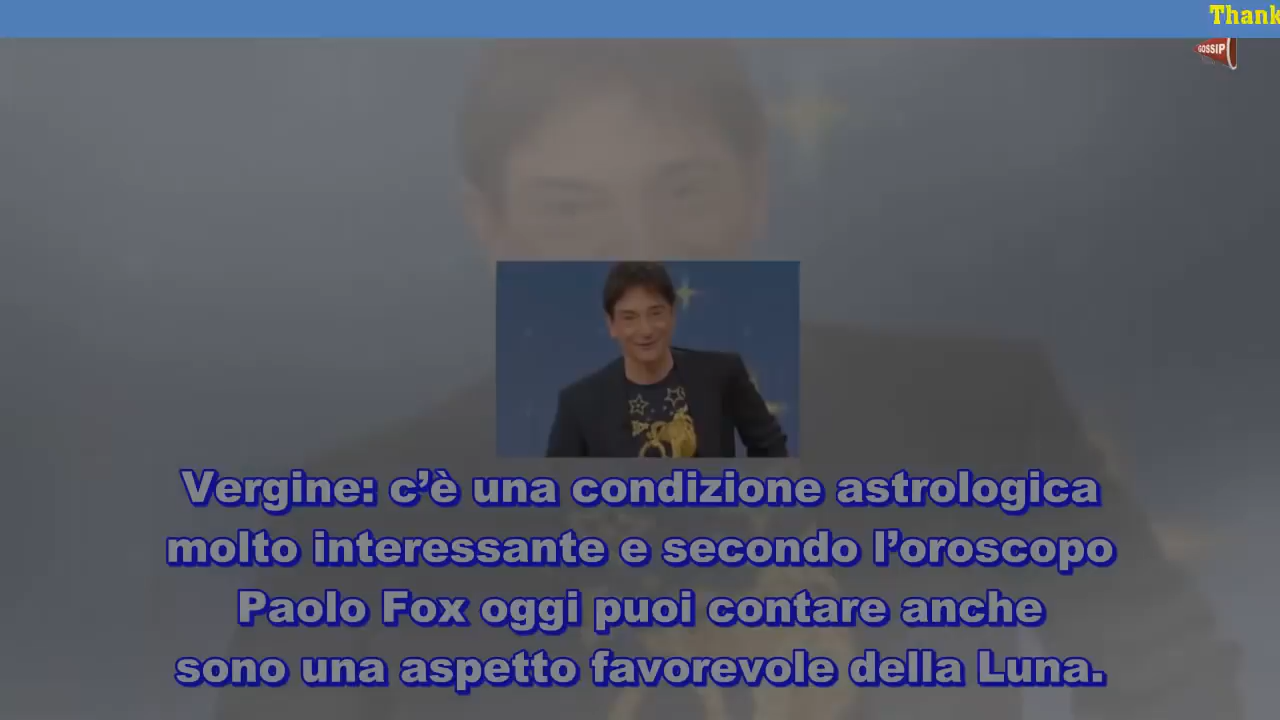 Thank
GOSSIP
Vergine: c’è una condizione astrologica
molto interessante e secondo l’oroscopo
Paolo Fox oggi puoi contare anche
sono una aspetto favorevole della Luna.